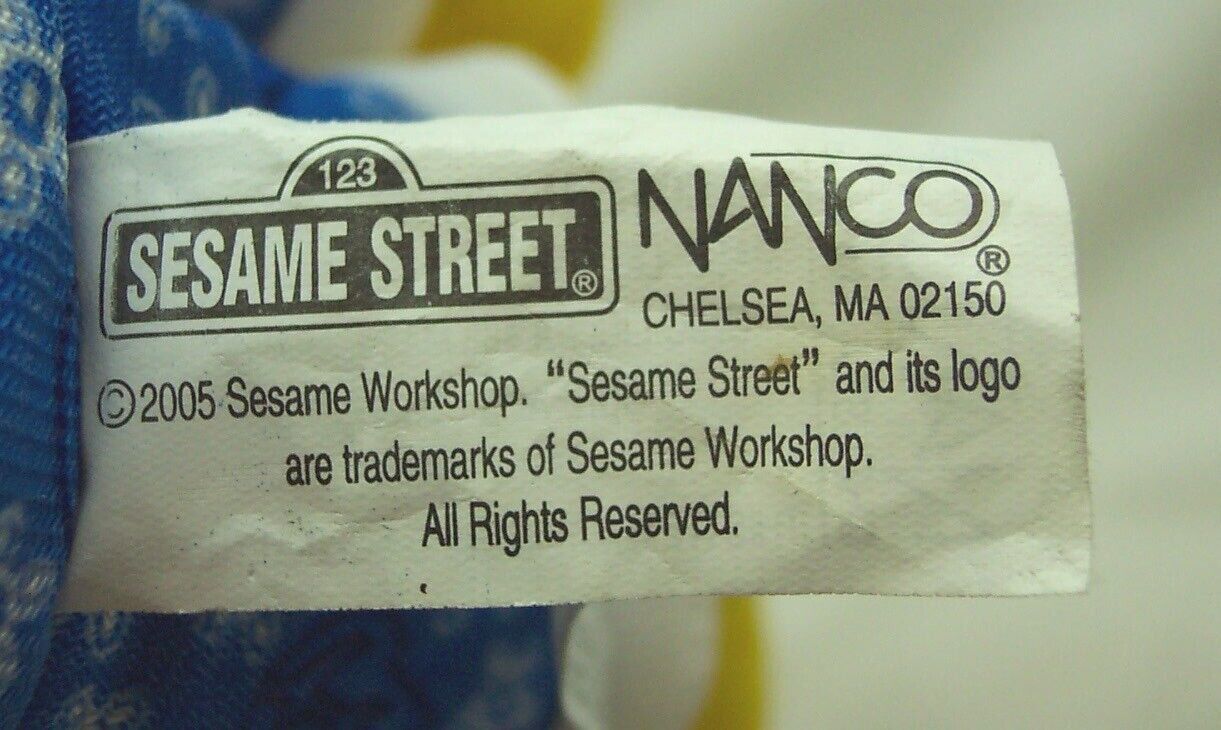 123
SESAME STREET®
NANCO®
CHELSEA, MA 02150
©2005 Sesame Workshop. “Sesame Street” and its logo
are trademarks of Sesame Workshop.
All Rights Reserved.